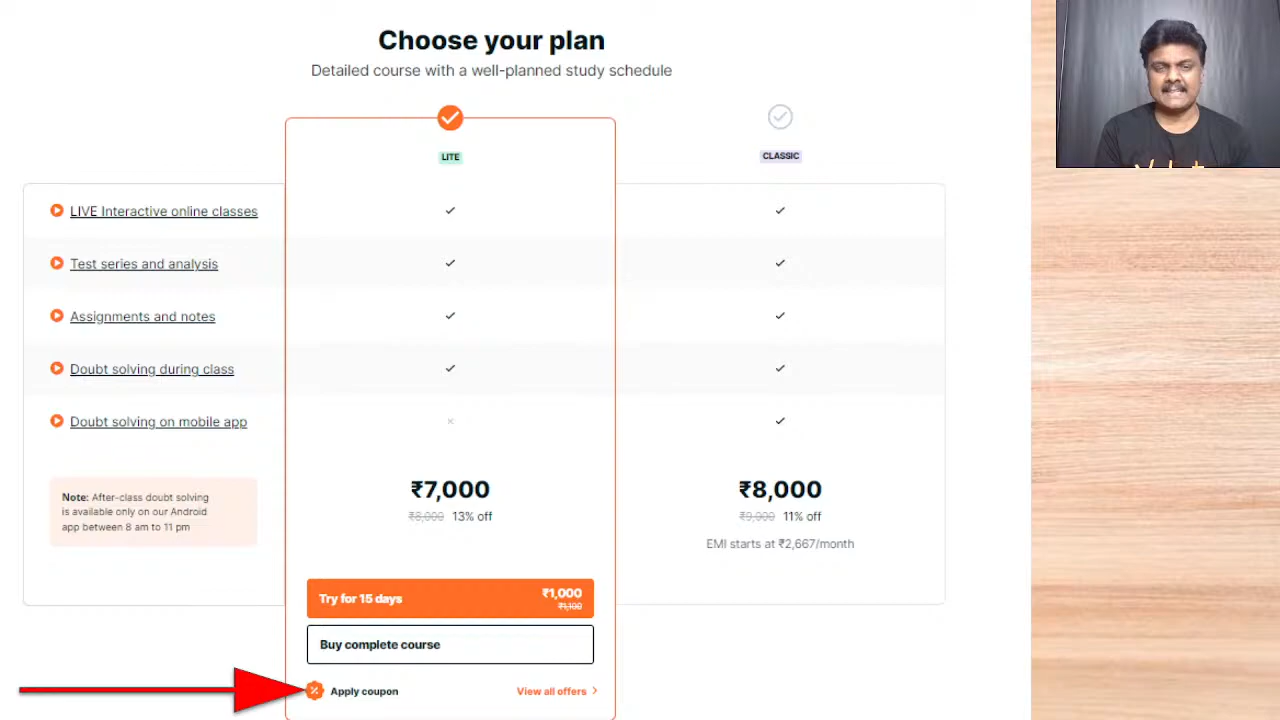 Choose your plan
Detailed course with a well-planned study schedule
LITE
CLASSIC
LIVE Interactive online classes
Test series and analysis
Assignments and notes
Doubt solving during class
Doubt solving on mobile app
Note: After-class doubt solving
is available only on our Android
app between 8 am to 11 pm
₹7,000
₹8,000 13% off
₹8,000
₹9,000 11% off
EMI starts at ₹2,667/month
Try for 15 days ₹1,000
₹1,100
Buy complete course
Apply coupon View all offers